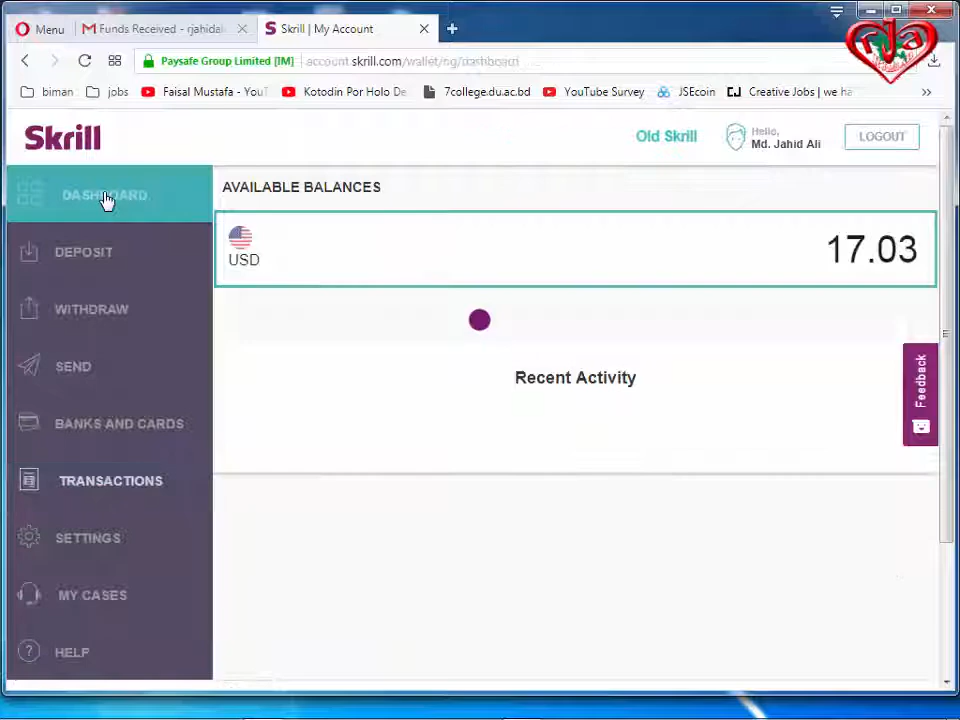 Menu
Funds Received - rjahidal
Skrill | My Account
Paysafe Group Limited [IM]
account.skrill.com/wallet/ng/dashboard
biman
jobs
Faisal Mustafa - YouT
Kotodin Por Holo De
7college.du.ac.bd
YouTube Survey
JSEcoin
Creative Jobs | we ha
rja
Skrill
Old Skrill
Hello,
Md. Jahid Ali
LOGOUT
DASHBOARD
AVAILABLE BALANCES
USD
17.03
DEPOSIT
WITHDRAW
SEND
Recent Activity
Feedback
BANKS AND CARDS
TRANSACTIONS
SETTINGS
MY CASES
HELP